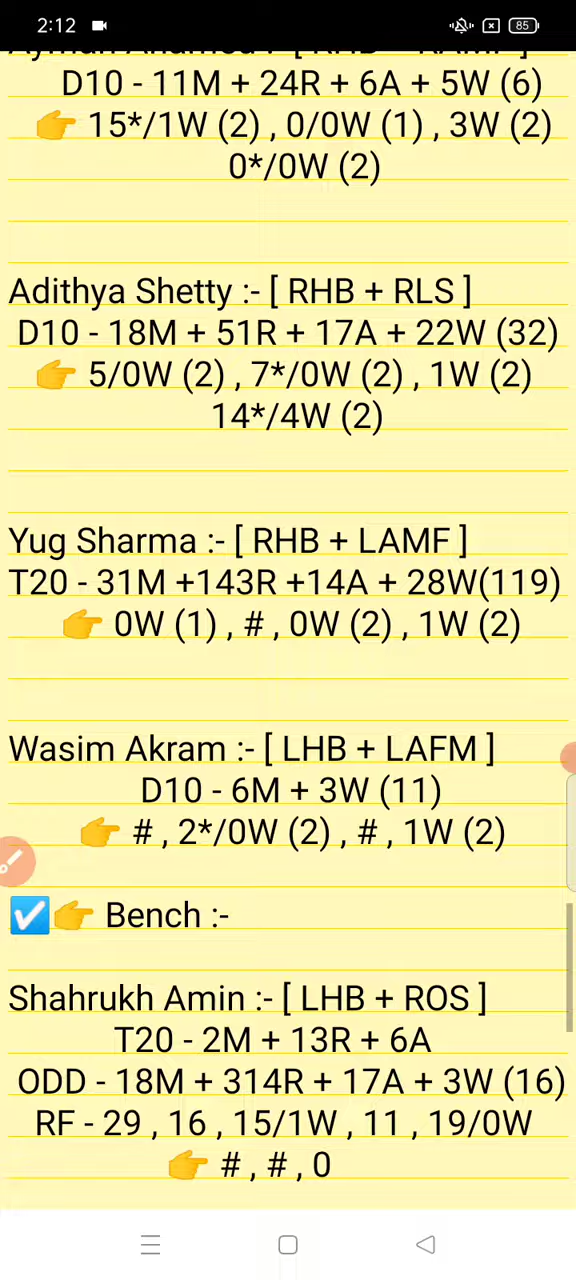 2:12 85
D10 - 11M + 24R + 6A + 5W (6)
👉 15*/1W (2) , 0/0W (1) , 3W (2)
0*/0W (2)
Adithya Shetty :- [ RHB + RLS ]
D10 - 18M + 51R + 17A + 22W (32)
👉 5/0W (2) , 7*/0W (2) , 1W (2)
14*/4W (2)
Yug Sharma :- [ RHB + LAMF ]
T20 - 31M +143R +14A + 28W(119)
👉 0W (1) , # , 0W (2) , 1W (2)
Wasim Akram :- [ LHB + LAFM ]
D10 - 6M + 3W (11)
👉 # , 2*/0W (2) , # , 1W (2)
☑️👉 Bench :-
Shahrukh Amin :- [ LHB + ROS ]
T20 - 2M + 13R + 6A
ODD - 18M + 314R + 17A + 3W (16)
RF - 29 , 16 , 15/1W , 11 , 19/0W
👉 # , # , 0